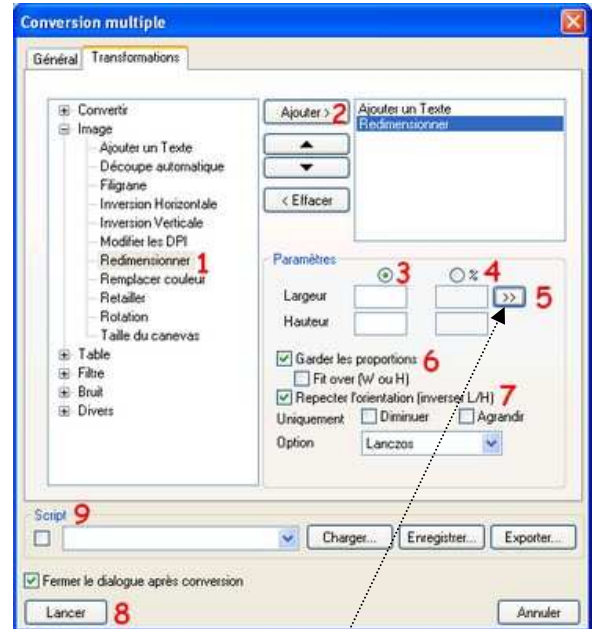 Conversion multiple
Général Transformations
Convertir
Image
Ajouter un Texte
Découpe automatique
Filigrane
Inversion Horizontale
Inversion Verticale
Modifier les DPI
Redimensionner 1
Remplacer couleur
Retailler
Rotation
Taille du canevas
Table
Filtre
Bruit
Divers
Ajouter > 2
< Effacer
Ajouter un Texte
Redimensionner
Paramètres
3 % 4
Largeur >> 5
Hauteur
Garder les proportions 6
Fit over (W ou H)
Repecter l'orientation (inverser L/H) 7
Uniquement Diminuer Agrandir
Option Lanczos
Script 9
Charger... Enregistrer... Exporter...
Fermer le dialogue après conversion
Lancer 8 Annuler